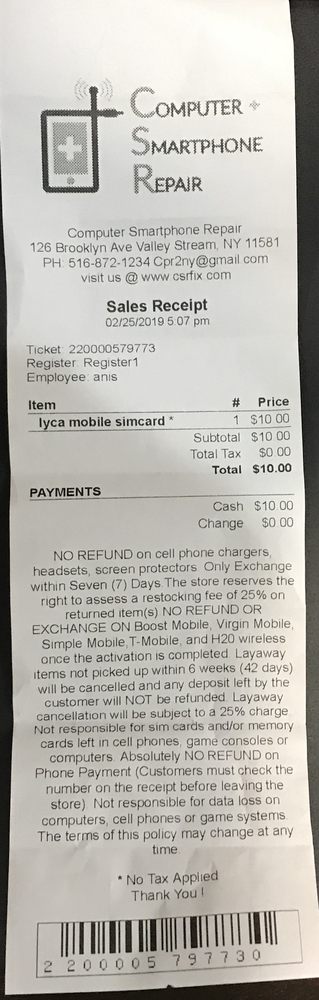 COMPUTER +
SMARTPHONE
REPAIR
Computer Smartphone Repair
126 Brooklyn Ave Valley Stream, NY 11581
PH: 516-872-1234 Cpr2ny@gmail.com
visit us @ www.csrfix.com
Sales Receipt
02/25/2019 5:07 pm
Ticket: 220000579773
Register: Register1
Employee: anis
Item # Price
lyca mobile simcard * 1 $10.00
Subtotal $10.00
Total Tax $0.00
Total $10.00
PAYMENTS
Cash $10.00
Change $0.00
NO REFUND on cell phone chargers,
headsets, screen protectors. Only Exchange
within Seven (7) Days.The store reserves the
right to assess a restocking fee of 25% on
returned item(s) NO REFUND OR
EXCHANGE ON Boost Mobile, Virgin Mobile,
Simple Mobile,T-Mobile, and H20 wireless
once the activation is completed. Layaway
items not picked up within 6 weeks (42 days)
will be cancelled and any deposit left by the
customer will NOT be refunded. Layaway
cancellation will be subject to a 25% charge.
Not responsible for sim cards and/or memory
cards left in cell phones, game consoles or
computers. Absolutely NO REFUND on
Phone Payment (Customers must check the
number on the receipt before leaving the
store). Not responsible for data loss on
computers, cell phones or game systems.
The terms of this policy may change at any
time.
* No Tax Applied
Thank You !
2 200005 797730